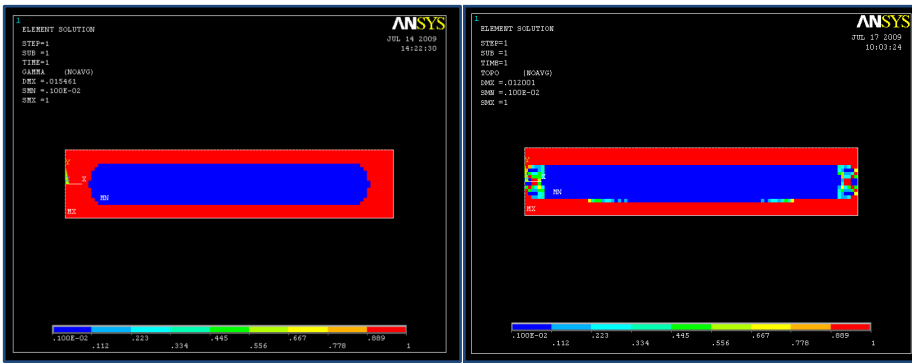 1
ANSYS
ELEMENT SOLUTION
JUL 14 2009
14:22:30
STEP=1
SUB =1
TIME=1
GAMMA (NOAVG)
DMX =.015461
SMN =.100E-02
SMX =1
Y
X
MN
MX
.100E-02 .223 .445 .667 .889
.112 .334 .556 .778 1
1
ANSYS
ELEMENT SOLUTION
JUL 17 2009
10:03:24
STEP=1
SUB =1
TIME=1
TOPO (NOAVG)
DMX =.012001
SMN =.100E-02
SMX =1
Y
MN
MX
.100E-02 .223 .445 .667 .889
.112 .334 .556 .778 1